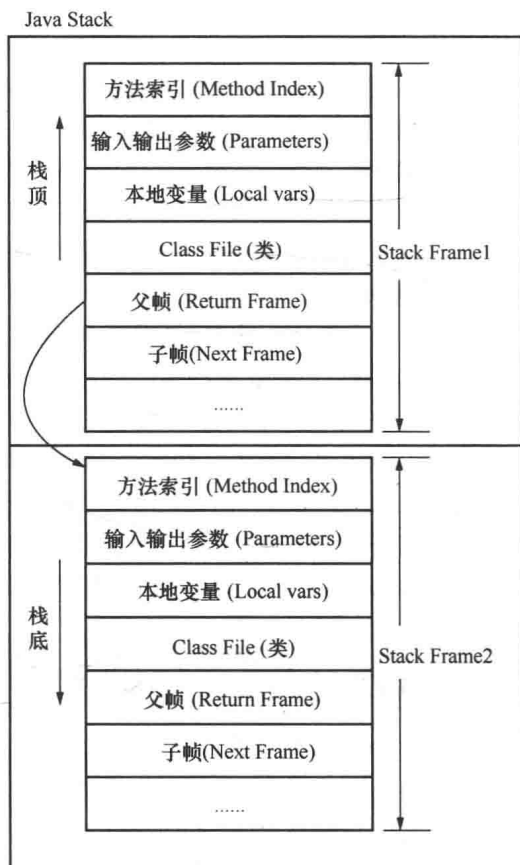 Java Stack
方法索引 (Method Index)
输入输出参数 (Parameters)
本地变量 (Local vars)
Class File (类)
父帧 (Return Frame)
子帧(Next Frame)
......
栈顶
Stack Frame1
方法索引 (Method Index)
输入输出参数 (Parameters)
本地变量 (Local vars)
Class File (类)
父帧 (Return Frame)
子帧(Next Frame)
......
栈底
Stack Frame2